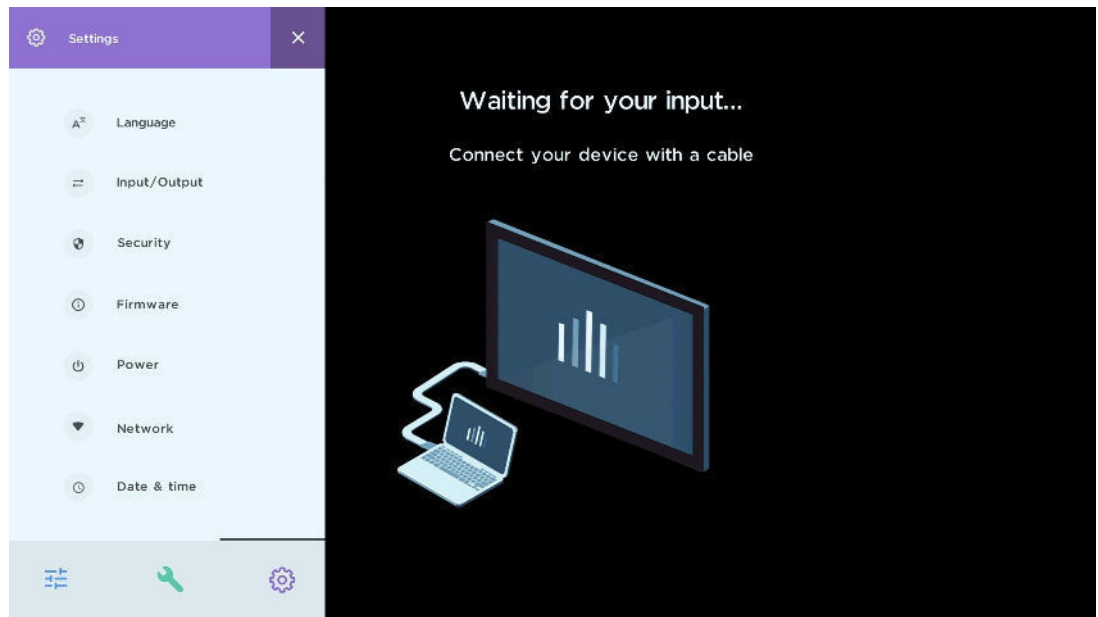 Settings
Language
Input/Output
Security
Firmware
Power
Network
Date & time
Waiting for your input...
Connect your device with a cable